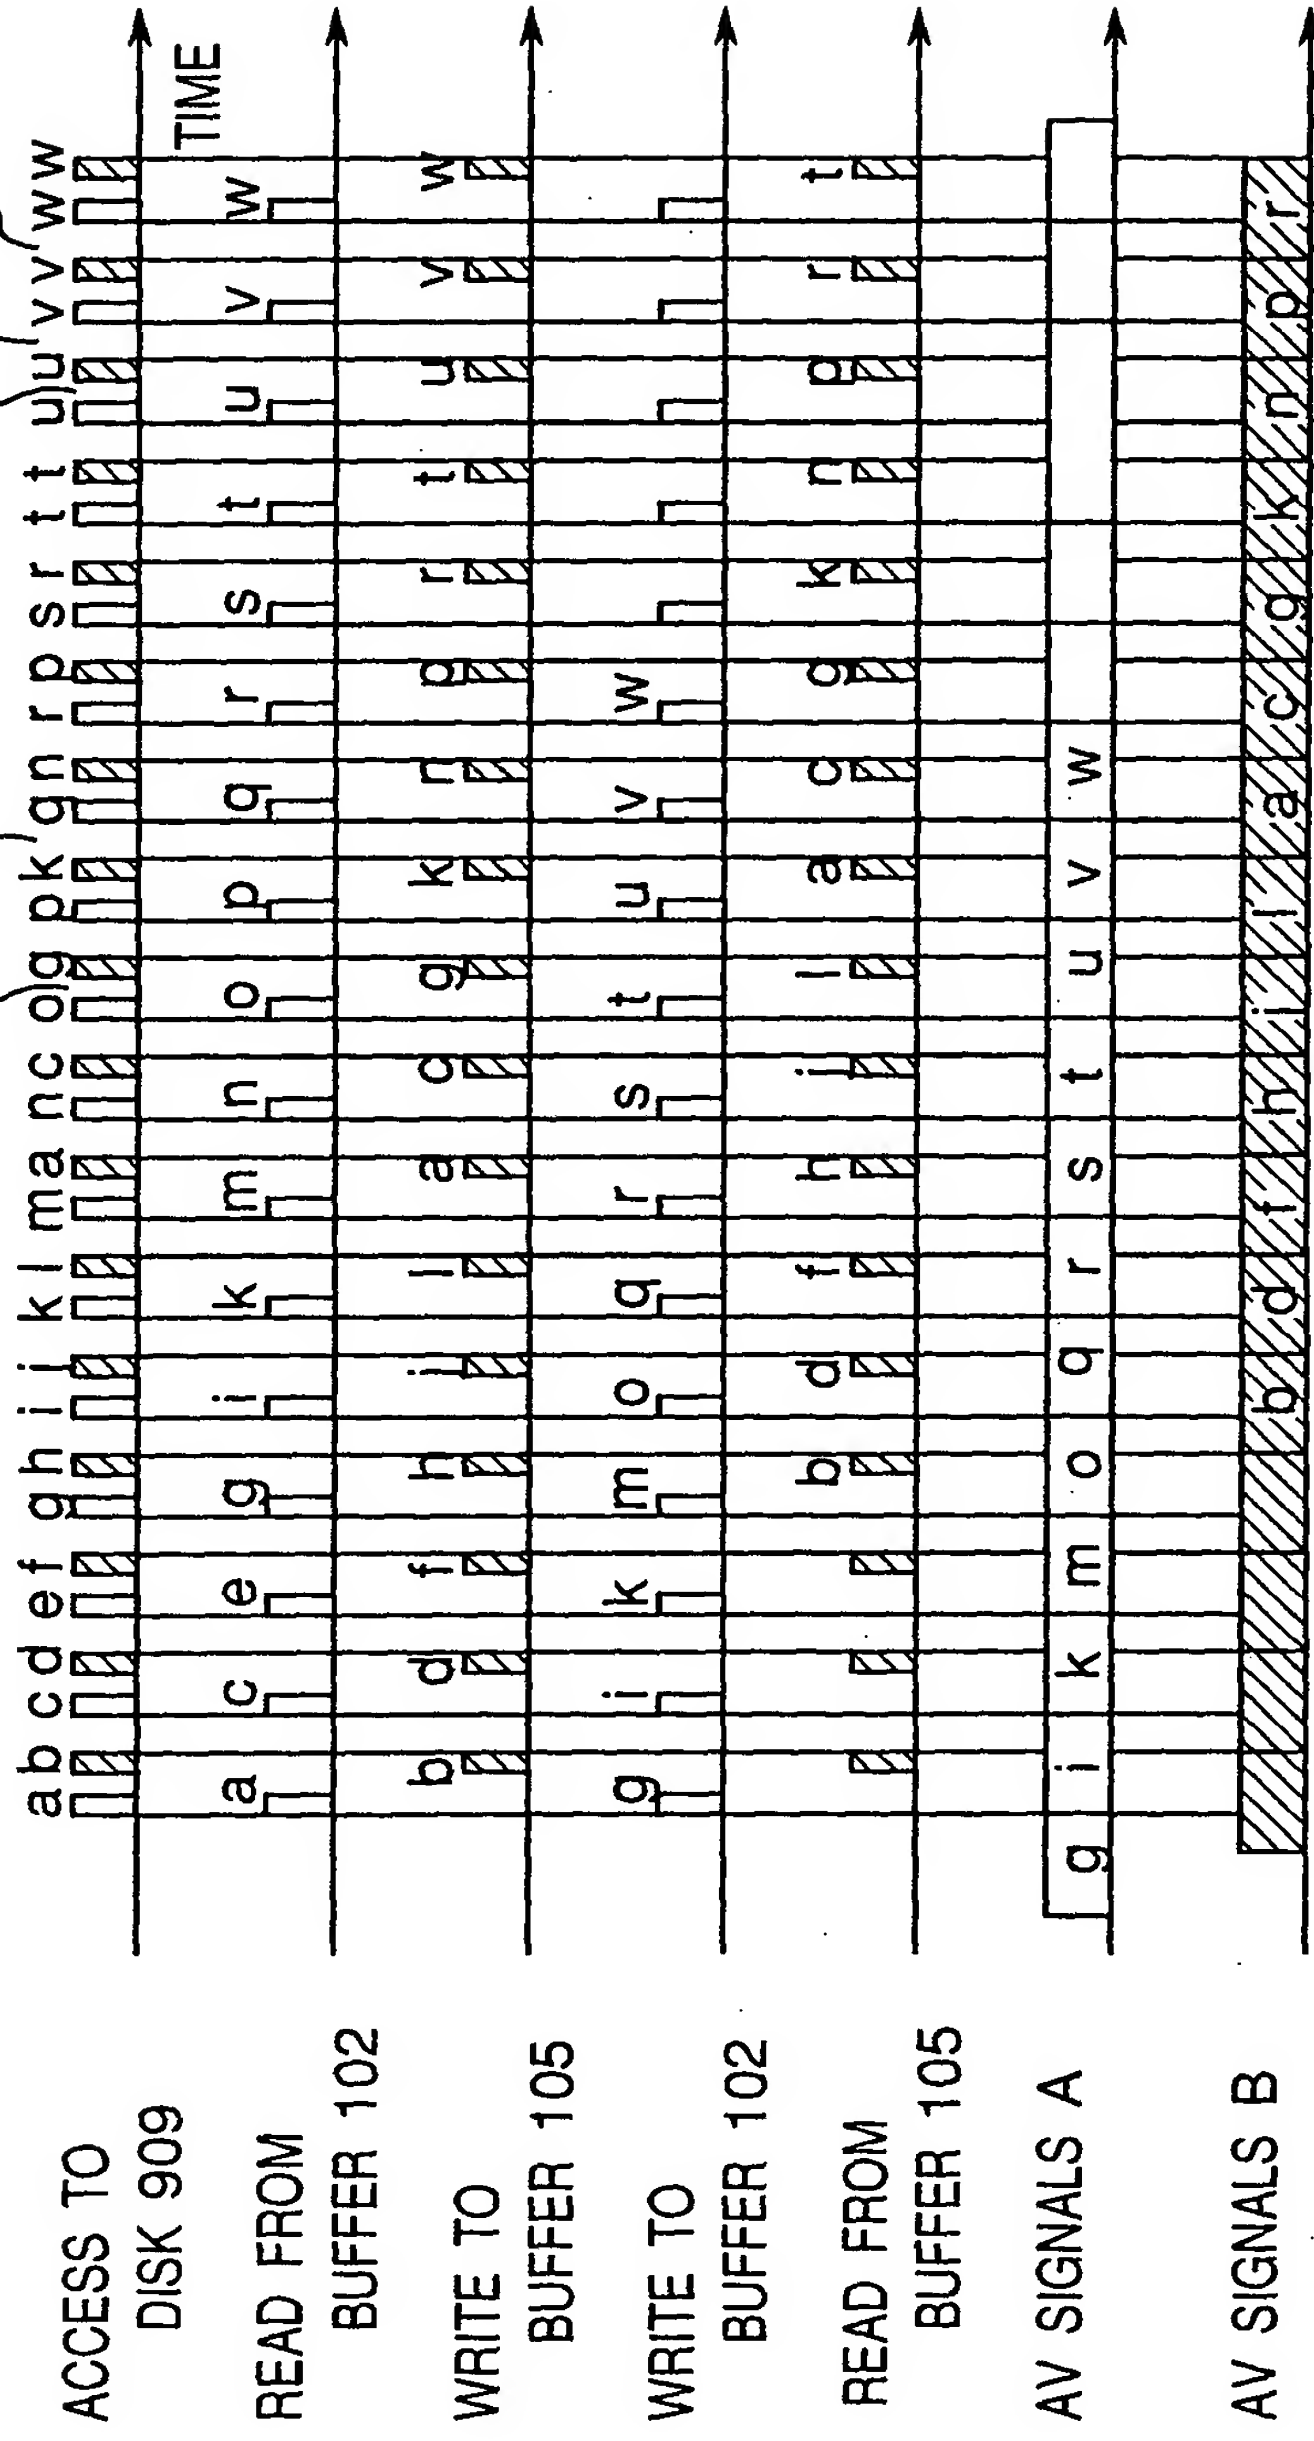 a b c d e f g h i j k l m a n c o g p k q n r p s r t t u u v v w w
ACCESS TO
DISK 909
TIME
a c e g i k m n o p q r s t u v w
READ FROM
BUFFER 102
b d f h j l a c g k n p r t u v w
WRITE TO
BUFFER 105
g i k m o q r s t u v w
WRITE TO
BUFFER 102
b d f h j l a c g k n p r t
READ FROM
BUFFER 105
AV SIGNALS A
g i k m o q r s t u v w
AV SIGNALS B
b d f h j l a c g k n p r